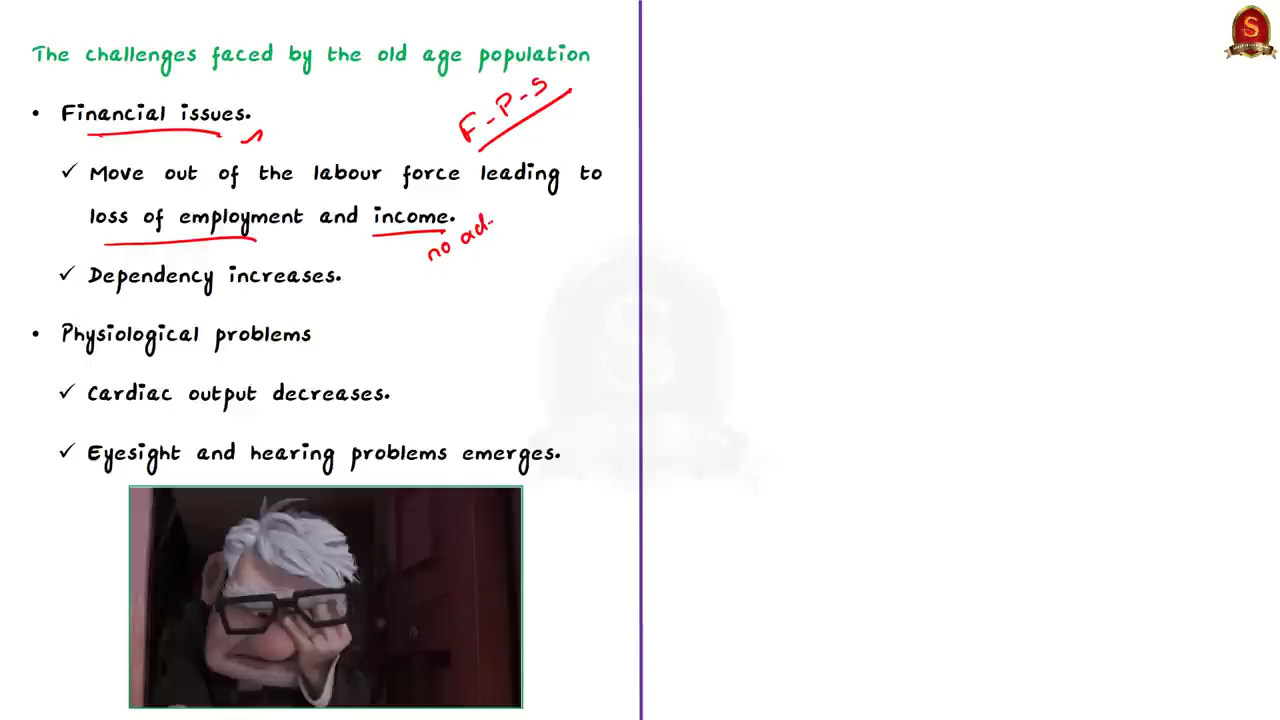 The challenges faced by the old age population
F-P-S
• Financial issues.
✓ Move out of the labour force leading to
loss of employment and income.
no ad-
✓ Dependency increases.
• Physiological problems
✓ Cardiac output decreases.
✓ Eyesight and hearing problems emerges.
S